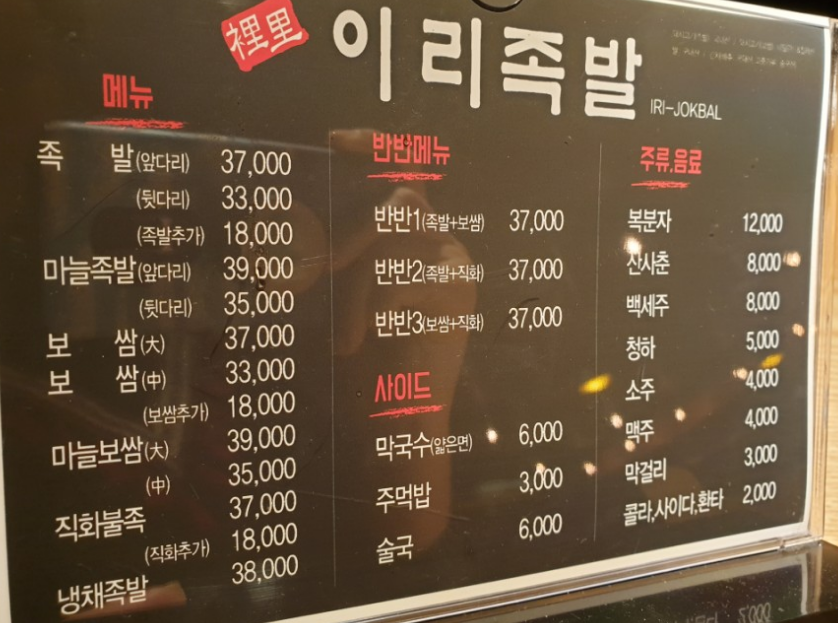 裡里 이리족발
IRI-JOKBAL
메뉴
족 발(앞다리) 37,000
(뒷다리) 33,000
(족발추가) 18,000
마늘족발(앞다리) 39,000
(뒷다리) 35,000
보 쌈(大) 37,000
보 쌈(中) 33,000
(보쌈추가) 18,000
마늘보쌈(大) 39,000
(中) 35,000
직화불족 37,000
(직화추가) 18,000
냉채족발 38,000
반반메뉴
반반1(족발+보쌈) 37,000
반반2(족발+직화) 37,000
반반3(보쌈+직화) 37,000
사이드
막국수(얇은면) 6,000
주먹밥 3,000
술국 6,000
주류,음료
복분자 12,000
산사춘 8,000
백세주 8,000
청하 5,000
소주 4,000
맥주 4,000
막걸리 3,000
콜라,사이다,환타 2,000